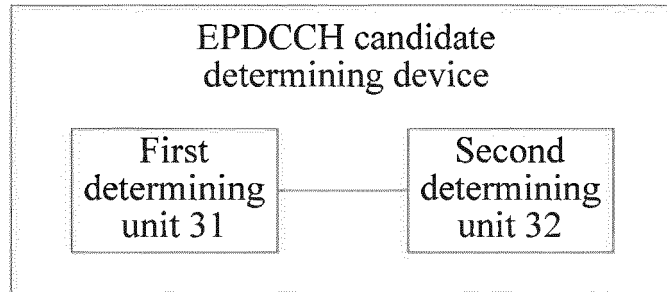 EPDCCH candidate
determining device
First
determining
unit 31
Second
determining
unit 32